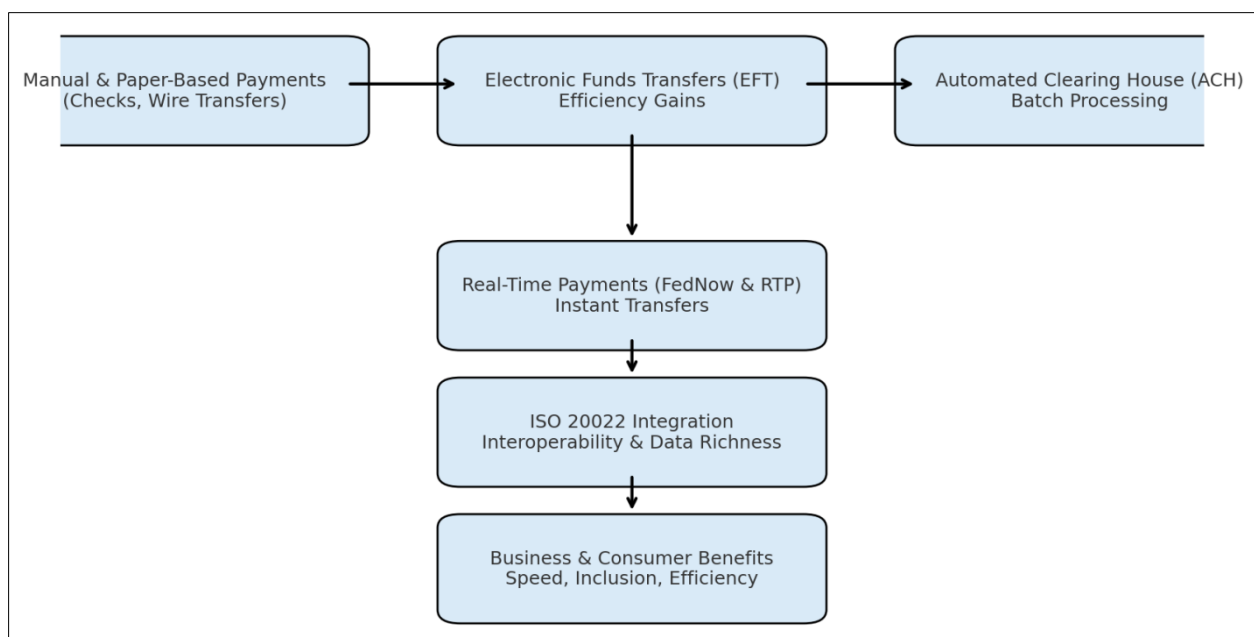 Manual & Paper-Based Payments
(Checks, Wire Transfers)
Electronic Funds Transfers (EFT)
Efficiency Gains
Automated Clearing House (ACH)
Batch Processing
Real-Time Payments (FedNow & RTP)
Instant Transfers
ISO 20022 Integration
Interoperability & Data Richness
Business & Consumer Benefits
Speed, Inclusion, Efficiency